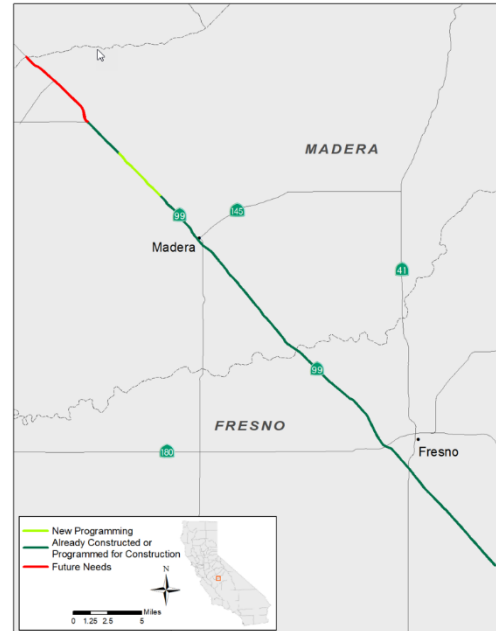 MADERA
99
145
Madera
41
99
FRESNO
180
Fresno
New Programming
Already Constructed or
Programmed for Construction
Future Needs
N
Miles
0 1.25 2.5 5